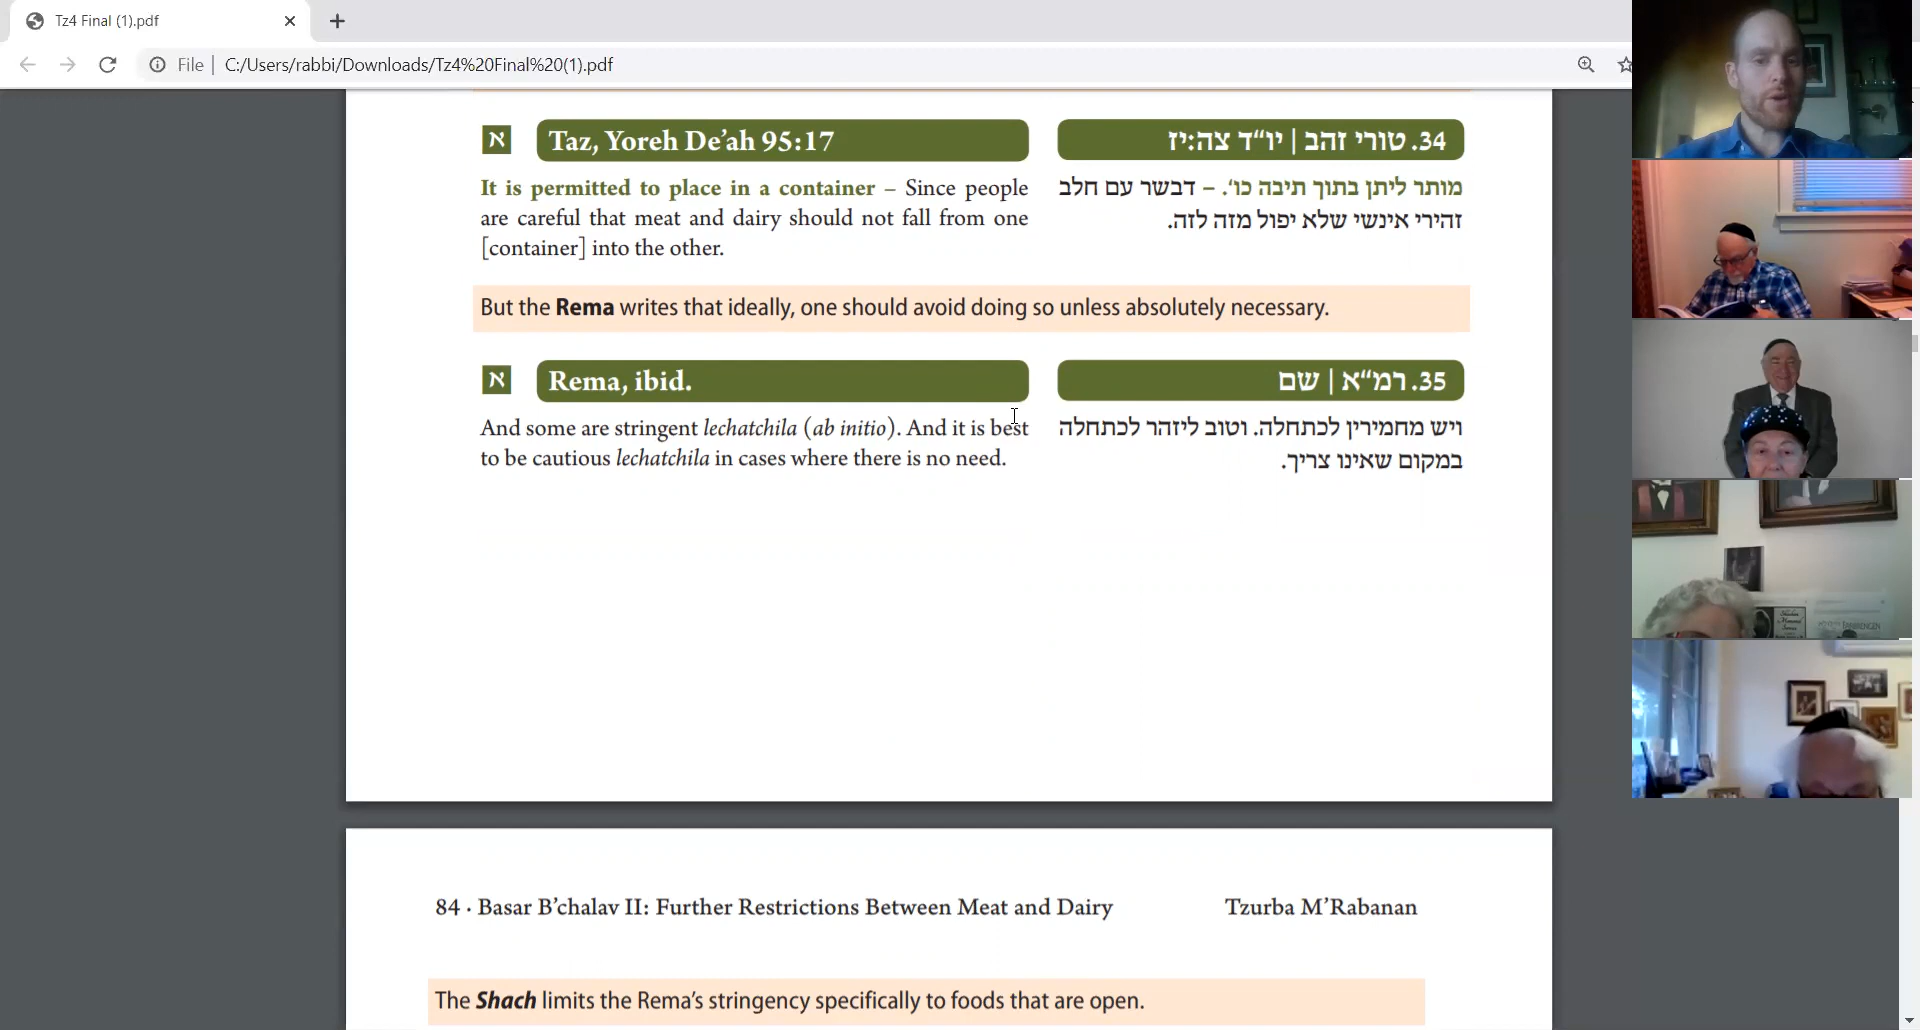 Tz4 Final (1).pdf
File
C:/Users/rabbi/Downloads/Tz4%20Final%20(1).pdf
א
Taz, Yoreh De’ah 95:17
34. טורי זהב | יו“ד צה:יז
It is permitted to place in a container – Since people
are careful that meat and dairy should not fall from one
[container] into the other.
מותר ליתן בתוך תיבה כו‘. – דבשר עם חלב
זהירי אינשי שלא יפול מזה לזה.
But the Rema writes that ideally, one should avoid doing so unless absolutely necessary.
א
Rema, ibid.
35. רמ“א | שם
And some are stringent lechatchila (ab initio). And it is best
to be cautious lechatchila in cases where there is no need.
ויש מחמירין לכתחלה. וטוב ליזהר לכתחלה
במקום שאינו צריך.
84 · Basar B’chalav II: Further Restrictions Between Meat and Dairy
Tzurba M’Rabanan
The Shach limits the Rema’s stringency specifically to foods that are open.